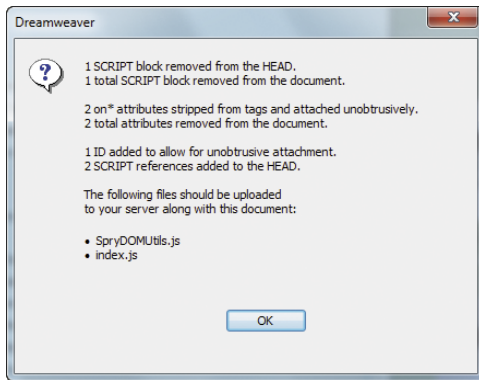 Dreamweaver
1 SCRIPT block removed from the HEAD.
1 total SCRIPT block removed from the document.
2 on* attributes stripped from tags and attached unobtrusively.
2 total attributes removed from the document.
1 ID added to allow for unobtrusive attachment.
2 SCRIPT references added to the HEAD.
The following files should be uploaded
to your server along with this document:
• SpryDOMUtils.js
• index.js
OK